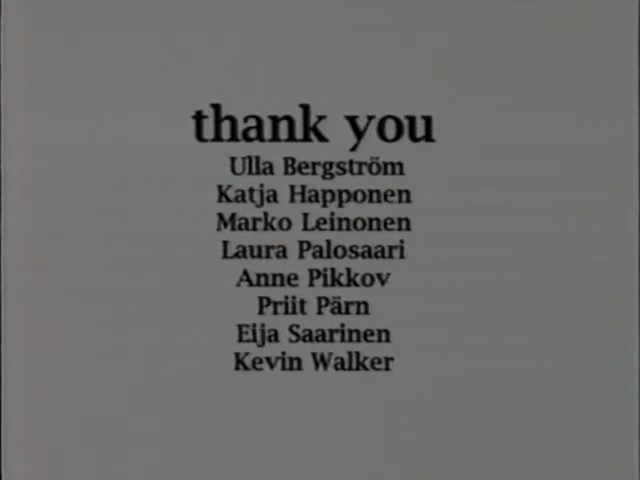 thank you
Ulla Bergström
Katja Happonen
Marko Leinonen
Laura Palosaari
Anne Pikkov
Priit Pärn
Eija Saarinen
Kevin Walker